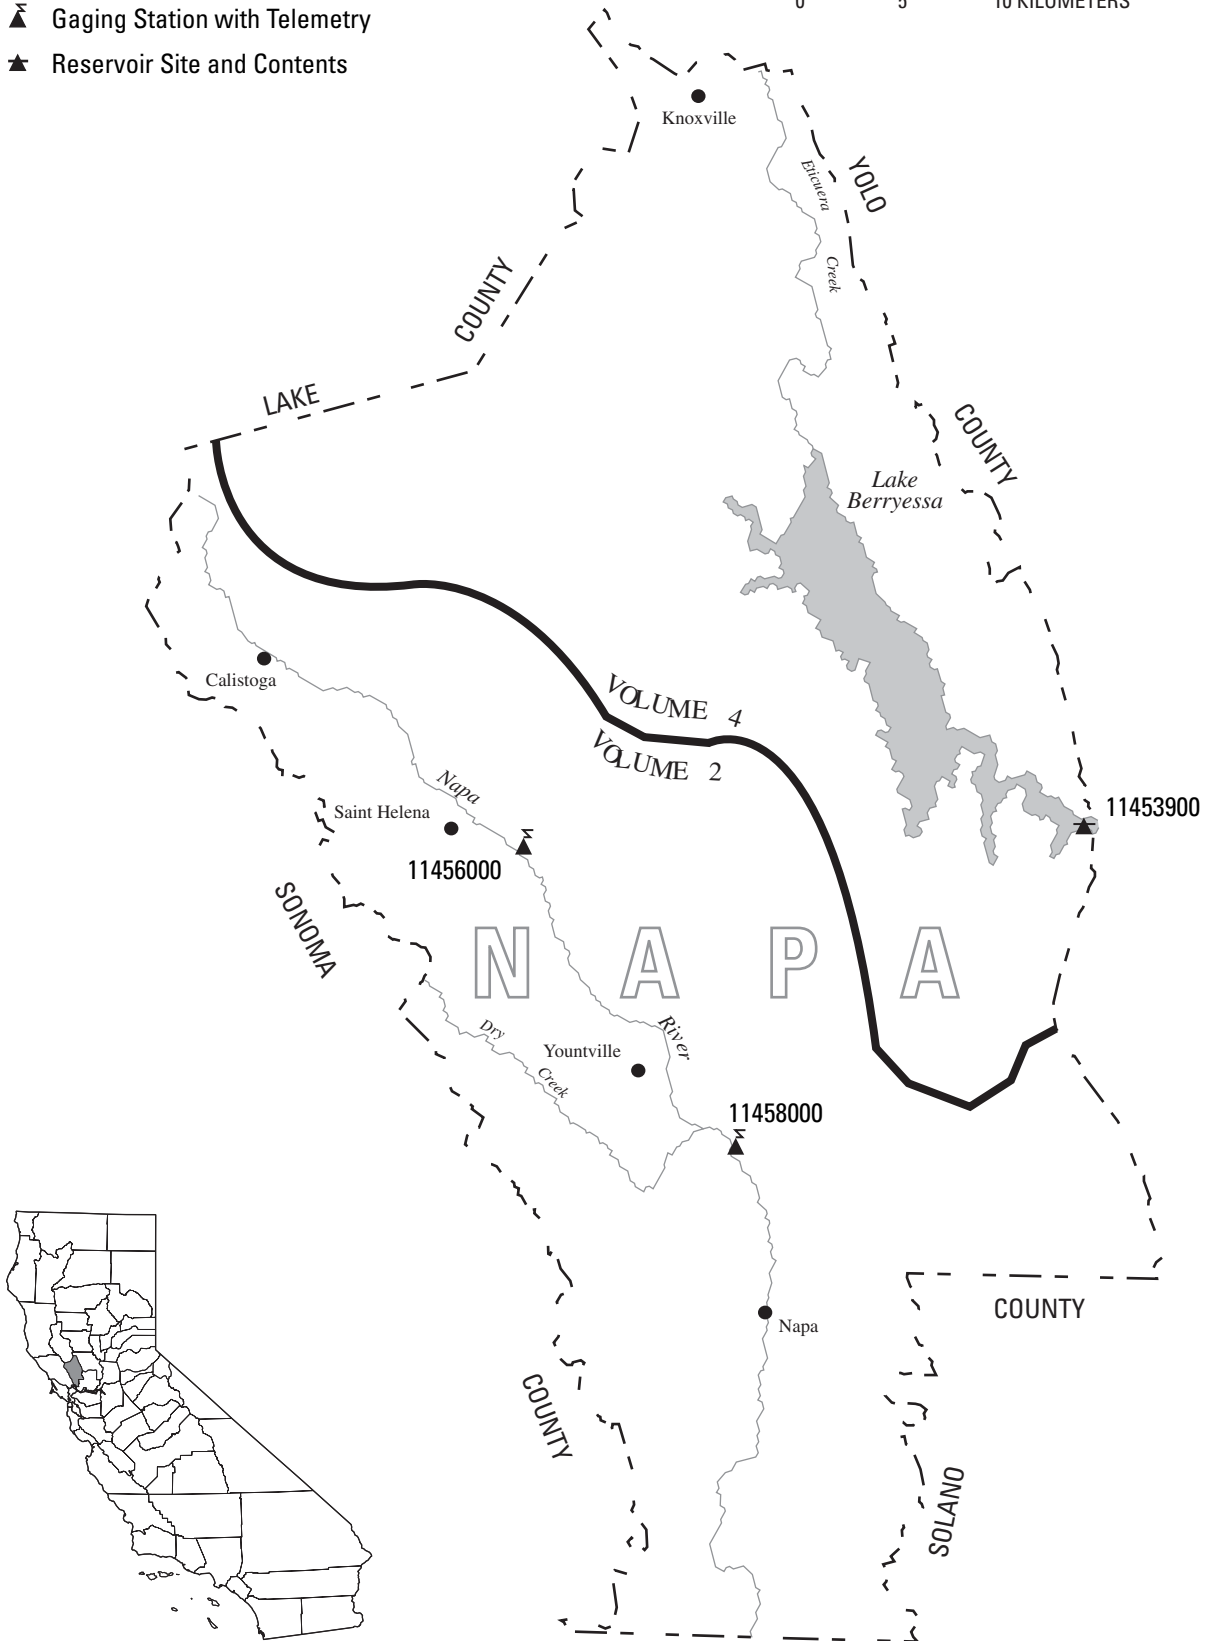 0 5 10 KILOMETERS
Gaging Station with Telemetry
Reservoir Site and Contents
Knoxville
YOLO
Eticuera
Creek
COUNTY
LAKE
COUNTY
Lake
Berryessa
Calistoga
VOLUME 4
VOLUME 2
Napa
Saint Helena
11453900
11456000
SONOMA
NAPA
River
Dry
Yountville
Creek
11458000
COUNTY
Napa
COUNTY
SOLANO